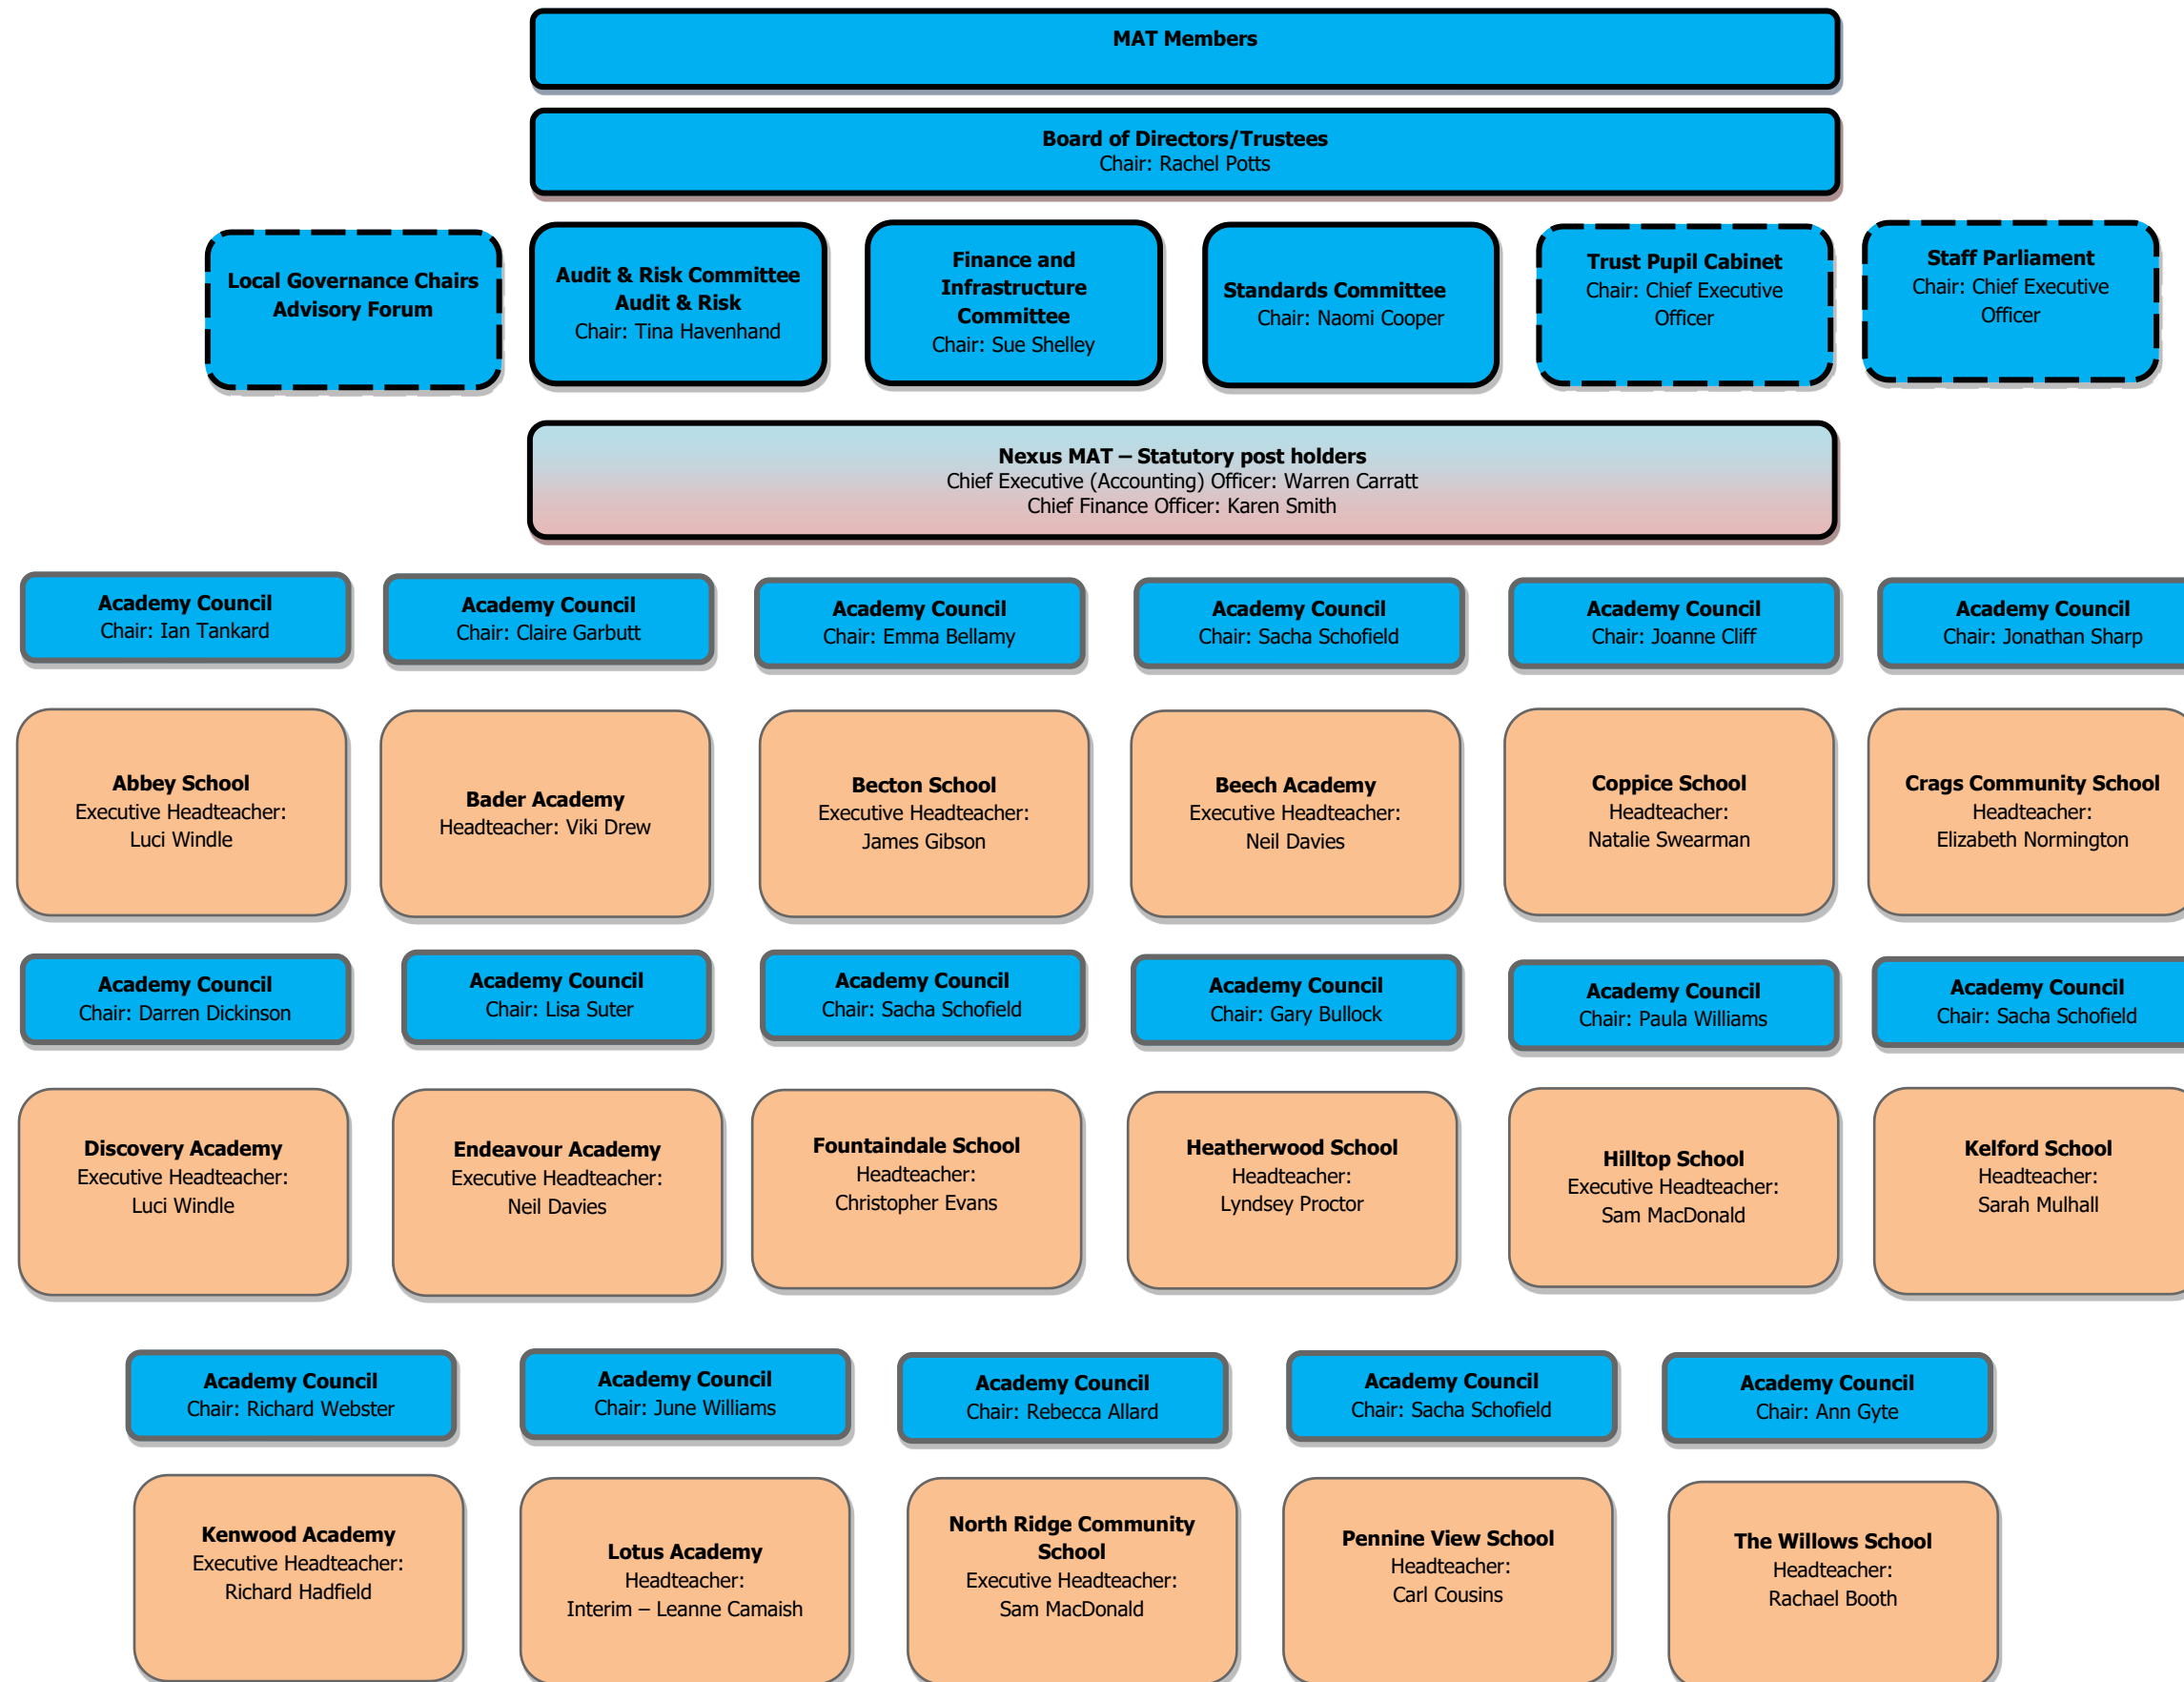 MAT Members
Board of Directors/Trustees
Chair: Rachel Potts
Local Governance Chairs
Advisory Forum
Audit & Risk Committee
Audit & Risk
Chair: Tina Havenhand
Finance and
Infrastructure
Committee
Chair: Sue Shelley
Standards Committee
Chair: Naomi Cooper
Trust Pupil Cabinet
Chair: Chief Executive
Officer
Staff Parliament
Chair: Chief Executive
Officer
Nexus MAT – Statutory post holders
Chief Executive (Accounting) Officer: Warren Carratt
Chief Finance Officer: Karen Smith
Academy Council
Chair: Ian Tankard
Academy Council
Chair: Claire Garbutt
Academy Council
Chair: Emma Bellamy
Academy Council
Chair: Sacha Schofield
Academy Council
Chair: Joanne Cliff
Academy Council
Chair: Jonathan Sharp
Abbey School
Executive Headteacher:
Luci Windle
Bader Academy
Headteacher: Viki Drew
Becton School
Executive Headteacher:
James Gibson
Beech Academy
Executive Headteacher:
Neil Davies
Coppice School
Headteacher:
Natalie Swearman
Crags Community School
Headteacher:
Elizabeth Normington
Academy Council
Chair: Darren Dickinson
Academy Council
Chair: Lisa Suter
Academy Council
Chair: Sacha Schofield
Academy Council
Chair: Gary Bullock
Academy Council
Chair: Paula Williams
Academy Council
Chair: Sacha Schofield
Discovery Academy
Executive Headteacher:
Luci Windle
Endeavour Academy
Executive Headteacher:
Neil Davies
Fountaindale School
Headteacher:
Christopher Evans
Heatherwood School
Headteacher:
Lyndsey Proctor
Hilltop School
Executive Headteacher:
Sam MacDonald
Kelford School
Headteacher:
Sarah Mulhall
Academy Council
Chair: Richard Webster
Academy Council
Chair: June Williams
Academy Council
Chair: Rebecca Allard
Academy Council
Chair: Sacha Schofield
Academy Council
Chair: Ann Gyte
Kenwood Academy
Executive Headteacher:
Richard Hadfield
Lotus Academy
Headteacher:
Interim – Leanne Camaish
North Ridge Community
School
Executive Headteacher:
Sam MacDonald
Pennine View School
Headteacher:
Carl Cousins
The Willows School
Headteacher:
Rachael Booth